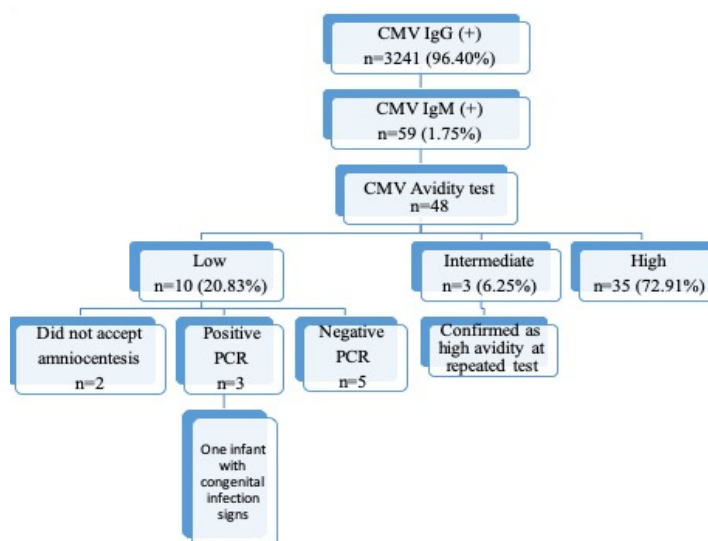 CMV IgG (+)
n=3241 (96.40%)
CMV IgM (+)
n=59 (1.75%)
CMV Avidity test
n=48
Low
n=10 (20.83%)
Intermediate
n=3 (6.25%)
High
n=35 (72.91%)
Did not accept
amniocentesis
n=2
Positive
PCR
n=3
Negative
PCR
n=5
Confirmed as
high avidity at
repeated test
One infant
with
congenital
infection
signs